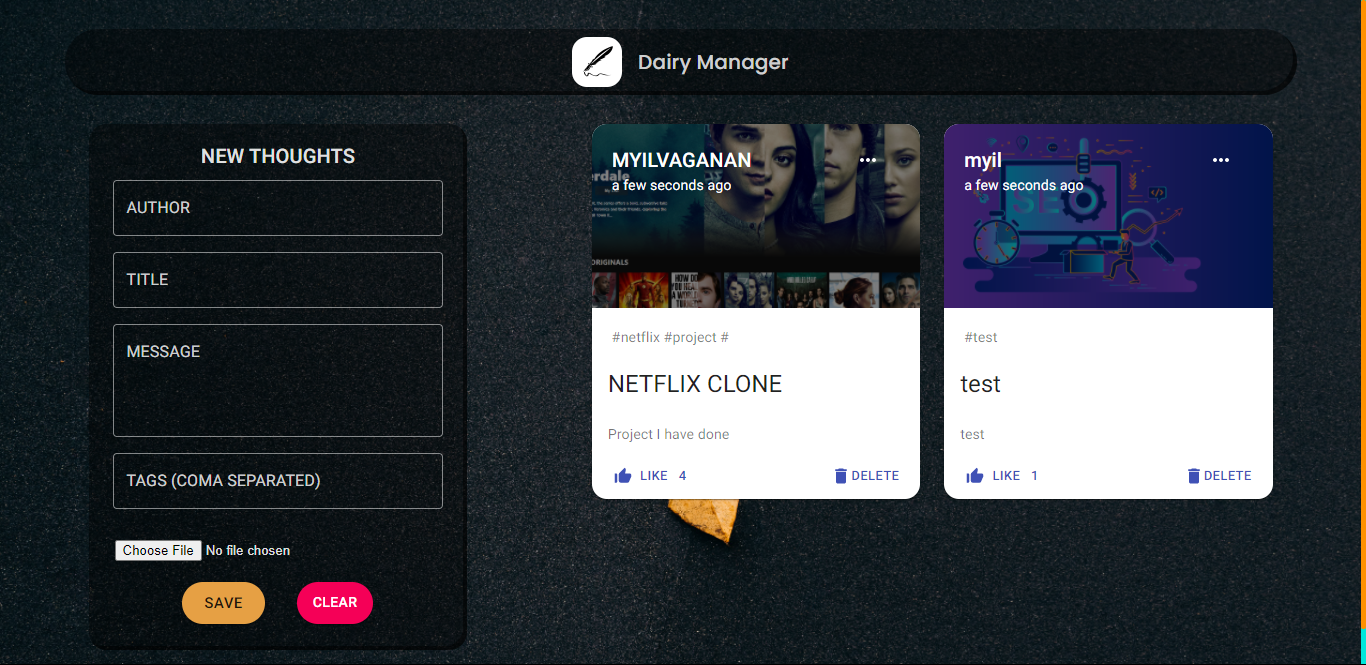 Dairy Manager
NEW THOUGHTS
AUTHOR
TITLE
MESSAGE
TAGS (COMA SEPARATED)
Choose File No file chosen
SAVE CLEAR
MYILVAGANAN
a few seconds ago
rdale
ORIGINALS
#netflix #project #
NETFLIX CLONE
Project I have done
LIKE 4 DELETE
myil
a few seconds ago
SEO
#test
test
test
LIKE 1 DELETE